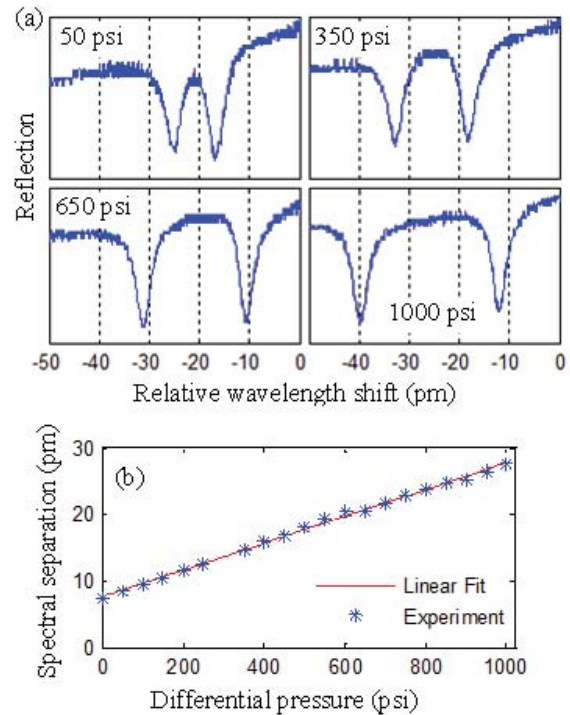 (a)
50 psi
350 psi
Reflection
650 psi
1000 psi
-50 -40 -30 -20 -10 0
-40 -30 -20 -10 0
Relative wavelength shift (pm)
(b)
Spectral separation (pm)
30
20
10
0
Linear Fit
Experiment
0 200 400 600 800 1000
Differential pressure (psi)